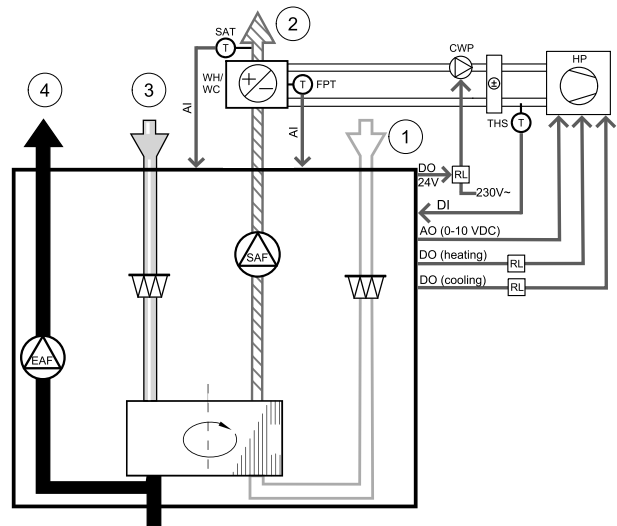 SAT
2
CWP
HP
4
3
T
WH/
WC
+/−
T
FPT
±
1
THS
T
AI
AI
DO
24V
RL
230V~
DI
AO (0-10 VDC)
DO (heating)
RL
DO (cooling)
RL
SAF
EAF